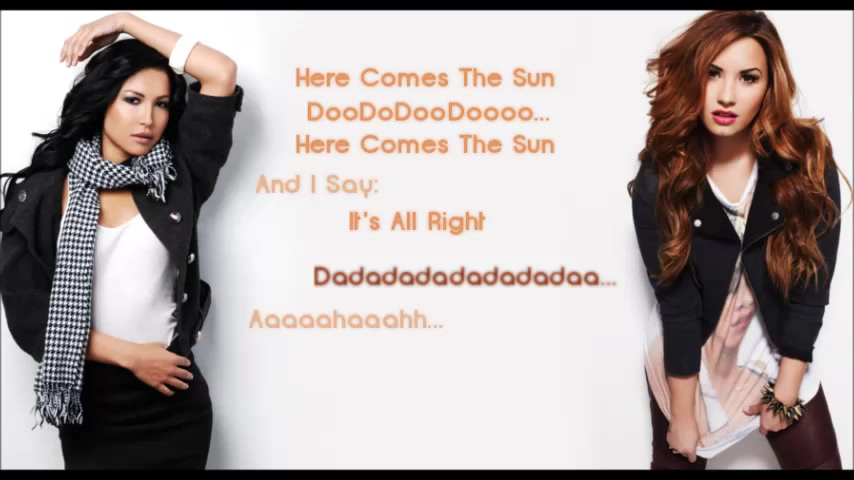 Here Comes The Sun
DooDoDooDoooo...
Here Comes The Sun
And I Say:
It's All Right
Dadadadadadadadaa...
Aaaaahaaahh...